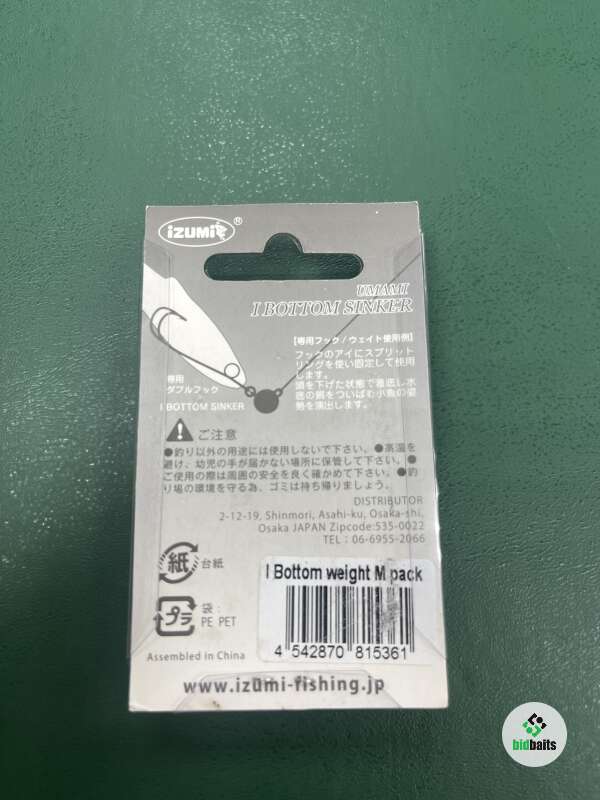 iZUMi ®
UMAMI
I BOTTOM SINKER
【専用フック/ウェイト使用例】
フックのアイにスプリット
リングを使い固定して使用
します。
頭を下げた状態で着底し水
底の餌をついばむ小魚の姿
勢を演出します。
専用
ダブルフック
I BOTTOM SINKER
ご注意
●釣り以外の用途には使用しないで下さい。●高温を
避け、幼児の手が届かない場所に保管して下さい。●
ご使用の際は周囲の安全を良く確かめて下さい。●釣
り場の環境を守る為、ゴミは持ち帰りましょう。
DISTRIBUTOR
2-12-19, Shinmori, Asahi-ku, Osaka-shi,
Osaka JAPAN Zipcode:535-0022
TEL : 06-6955-2066
紙 台紙
プラ 袋:
PE PET
I Bottom weight M pack
4 542870 815361
Assembled in China
www.izumi-fishing.jp
bidbaits